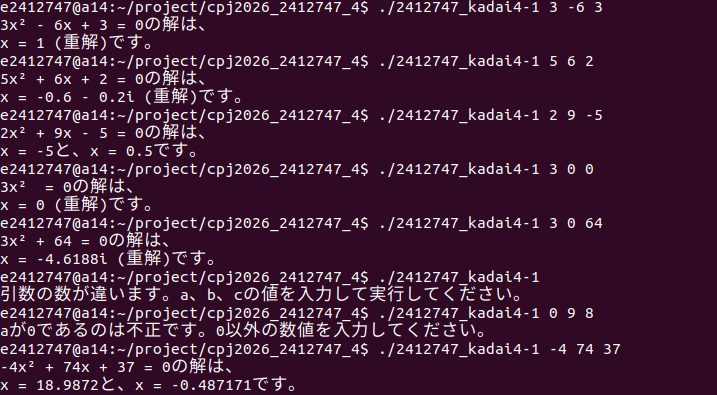 e2412747@a14:~/project/cpj2026_2412747_4$ ./2412747_kadai4-1 3 -6 3
3x² - 6x + 3 = 0の解は、
x = 1 (重解)です。
e2412747@a14:~/project/cpj2026_2412747_4$ ./2412747_kadai4-1 5 6 2
5x² + 6x + 2 = 0の解は、
x = -0.6 - 0.2i (重解)です。
e2412747@a14:~/project/cpj2026_2412747_4$ ./2412747_kadai4-1 2 9 -5
2x² + 9x - 5 = 0の解は、
x = -5と、x = 0.5です。
e2412747@a14:~/project/cpj2026_2412747_4$ ./2412747_kadai4-1 3 0 0
3x²  = 0の解は、
x = 0 (重解)です。
e2412747@a14:~/project/cpj2026_2412747_4$ ./2412747_kadai4-1 3 0 64
3x² + 64 = 0の解は、
x = -4.6188i (重解)です。
e2412747@a14:~/project/cpj2026_2412747_4$ ./2412747_kadai4-1
引数の数が違います。a、b、cの値を入力して実行してください。
e2412747@a14:~/project/cpj2026_2412747_4$ ./2412747_kadai4-1 0 9 8
aが0であるのは不正です。0以外の数値を入力してください。
e2412747@a14:~/project/cpj2026_2412747_4$ ./2412747_kadai4-1 -4 74 37
-4x² + 74x + 37 = 0の解は、
x = 18.9872と、x = -0.487171です。